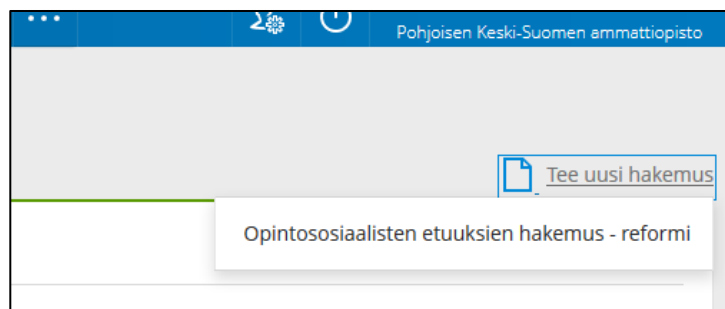 Pohjoisen Keski-Suomen ammattiopisto
Tee uusi hakemus
Opintososiaalisten etuuksien hakemus - reformi